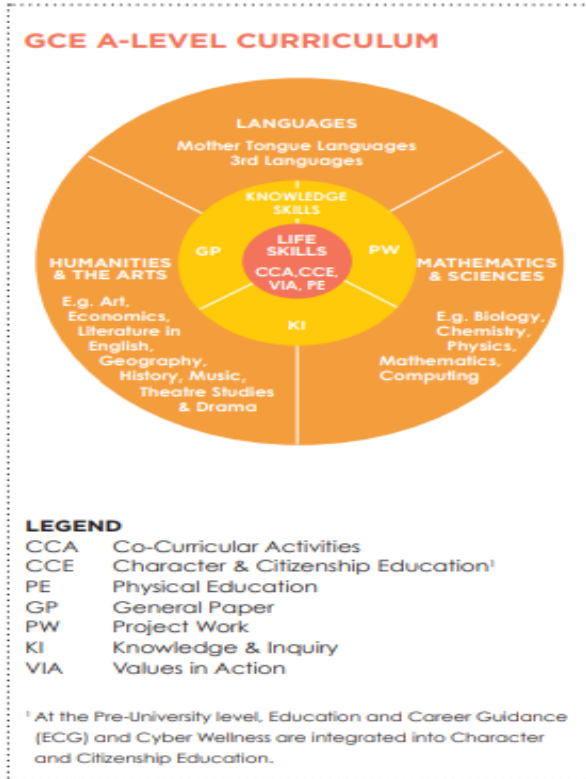 GCE A-LEVEL CURRICULUM
LANGUAGES
Mother Tongue Languages
3rd Languages
KNOWLEDGE
SKILLS
GP
LIFE
SKILLS
CCA,CCE,
VIA, PE
PW
KI
HUMANITIES
& THE ARTS
E.g. Art,
Economics,
Literature in
English,
Geography,
History, Music,
Theatre Studies
& Drama
MATHEMATICS
& SCIENCES
E.g. Biology,
Chemistry,
Physics,
Mathematics,
Computing
LEGEND
CCA Co-Curricular Activities
CCE Character & Citizenship Education¹
PE Physical Education
GP General Paper
PW Project Work
KI Knowledge & Inquiry
VIA Values in Action
¹ At the Pre-University level, Education and Career Guidance
(ECG) and Cyber Wellness are integrated into Character
and Citizenship Education.